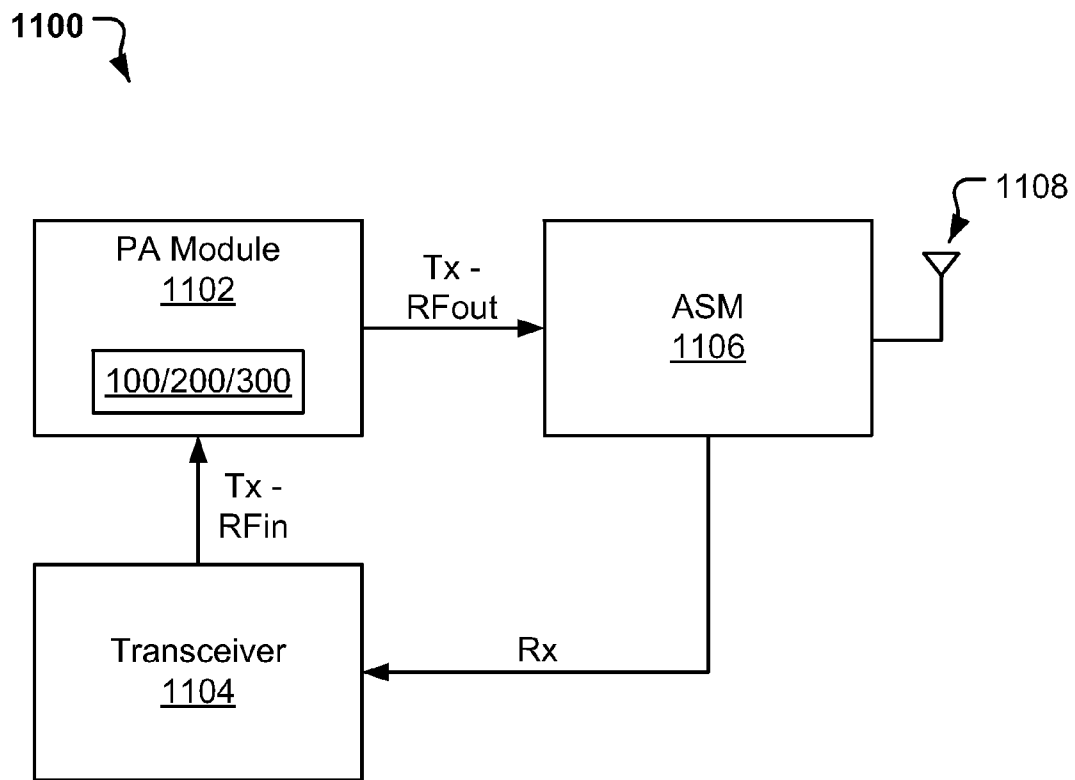 1100
1108
PA Module
1102
100/200/300
Tx -
RFout
ASM
1106
Tx -
RFin
Transceiver
1104
Rx